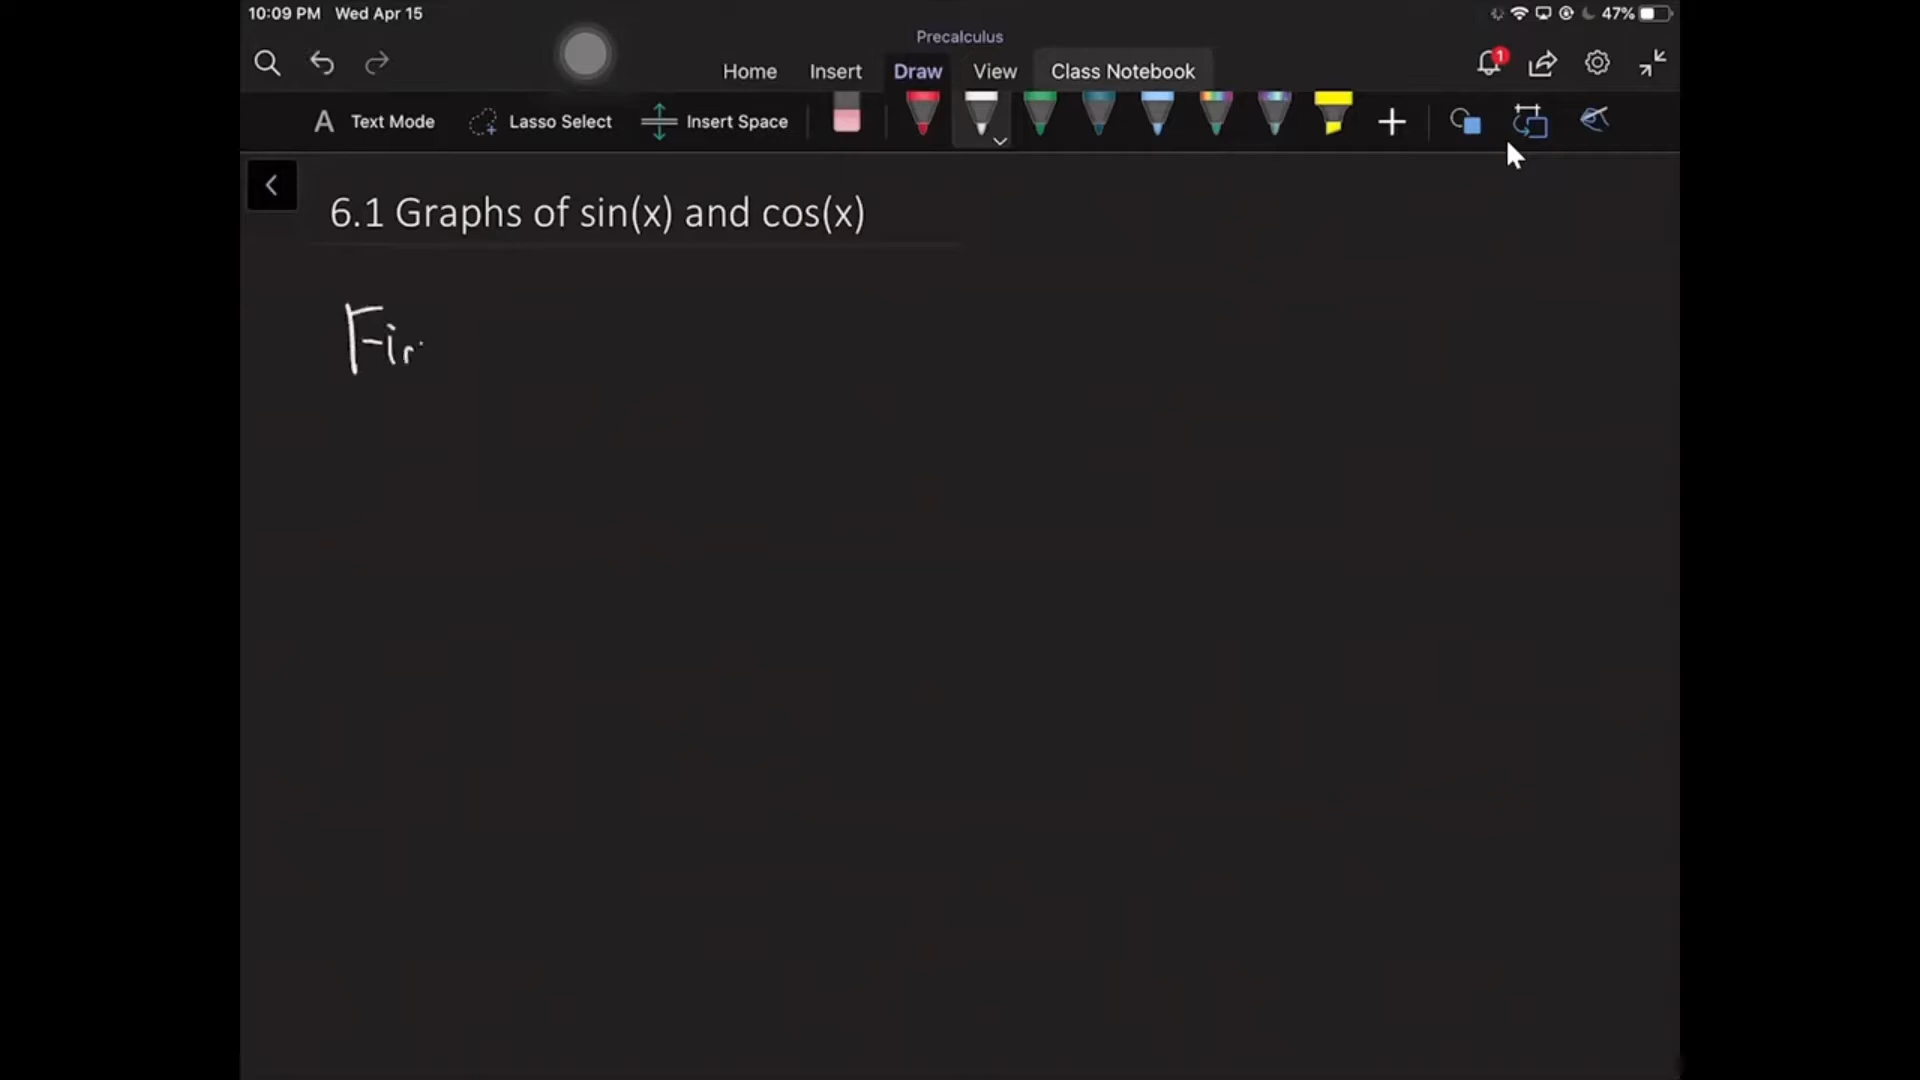 10:09 PM Wed Apr 15 47%
Precalculus
1
Home Insert Draw View Class Notebook
A Text Mode Lasso Select Insert Space
6.1 Graphs of sin(x) and cos(x)
Fir